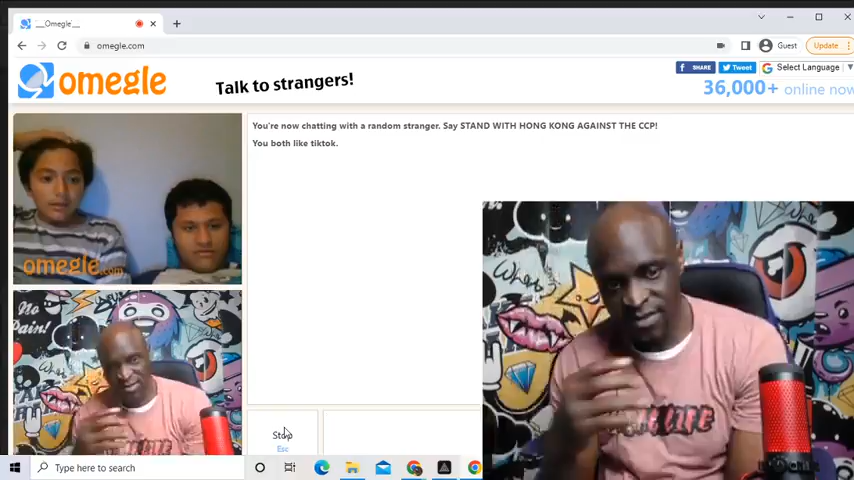 __Omegle__
omegle.com
Guest
Update
omegle
Talk to strangers!
SHARE
Tweet
Select Language
36,000+ online now
You're now chatting with a random stranger. Say STAND WITH HONG KONG AGAINST THE CCP!
You both like tiktok.
omegle.com
No
Pain!
Stop
Esc
Type here to search